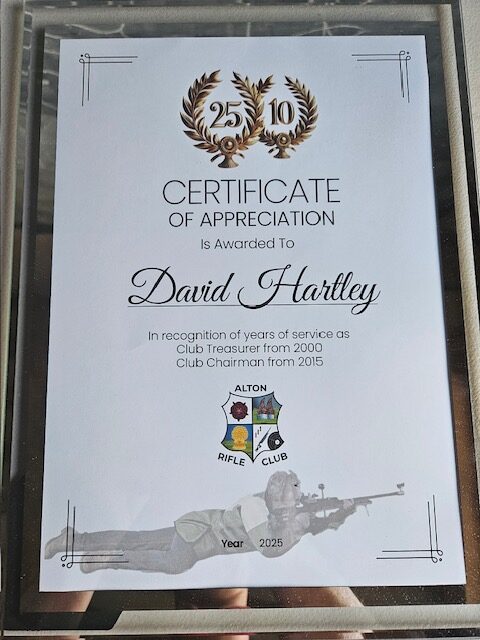 25 10
CERTIFICATE
OF APPRECIATION
Is Awarded To
David Hartley
In recognition of years of service as
Club Treasurer from 2000
Club Chairman from 2015
ALTON
RIFLE CLUB
Year 2025